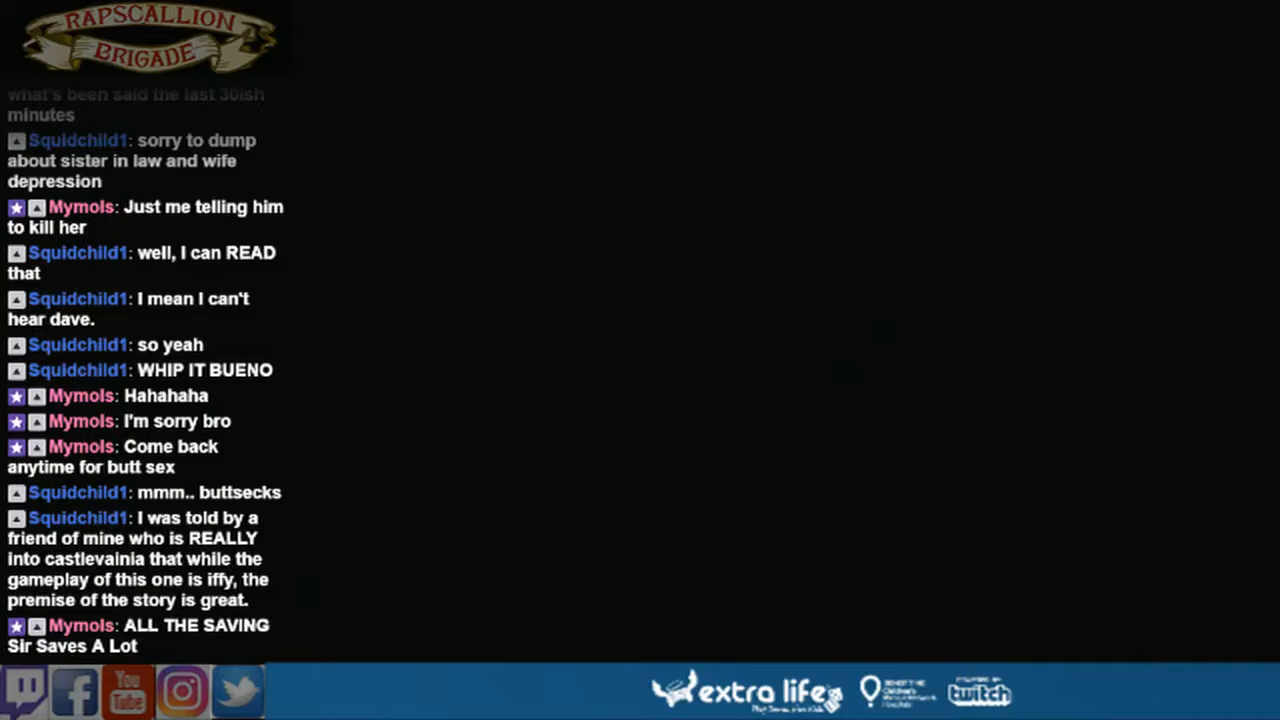 RAPSCALLION
BRIGADE
what's been said the last 30ish
minutes
Squidchild1: sorry to dump
about sister in law and wife
depression
Mymols: Just me telling him
to kill her
Squidchild1: well, I can READ
that
Squidchild1: I mean I can't
hear dave.
Squidchild1: so yeah
Squidchild1: WHIP IT BUENO
Mymols: Hahahaha
Mymols: I'm sorry bro
Mymols: Come back
anytime for butt sex
Squidchild1: mmm.. buttsecks
Squidchild1: I was told by a
friend of mine who is REALLY
into castlevainia that while the
gameplay of this one is iffy, the
premise of the story is great.
Mymols: ALL THE SAVING
Sir Saves A Lot
You
Tube
extra life
twitch